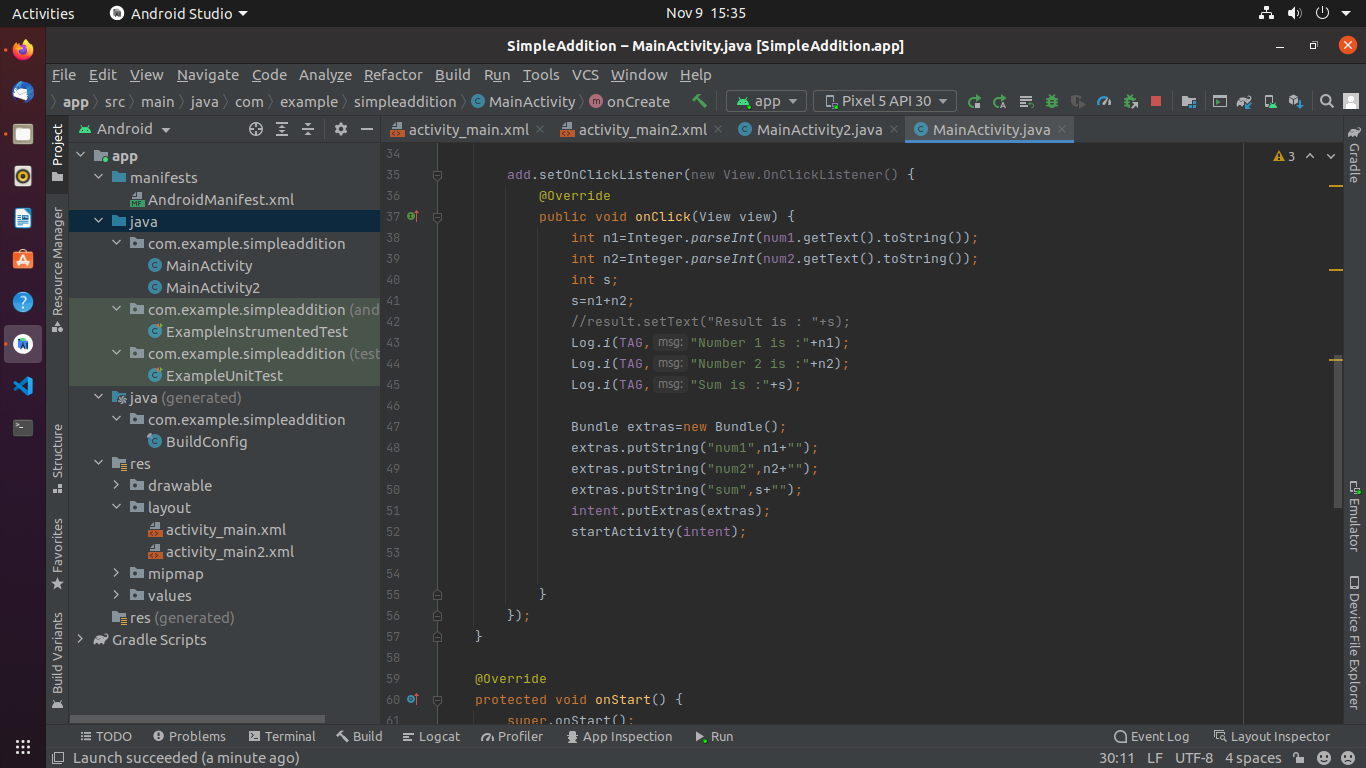 Activities Android Studio Nov 9 15:35
SimpleAddition – MainActivity.java [SimpleAddition.app]
File Edit View Navigate Code Analyze Refactor Build Run Tools VCS Window Help
app src main java com example simpleaddition MainActivity onCreate app Pixel 5 API 30
Project
Resource Manager
Structure
Favorites
Build Variants
Android
app
manifests
AndroidManifest.xml
java
com.example.simpleaddition
MainActivity
MainActivity2
com.example.simpleaddition (and
ExampleInstrumentedTest
com.example.simpleaddition (test
ExampleUnitTest
java (generated)
com.example.simpleaddition
BuildConfig
res
drawable
layout
activity_main.xml
activity_main2.xml
mipmap
values
res (generated)
Gradle Scripts
activity_main.xml activity_main2.xml MainActivity2.java MainActivity.java
3
34
35 add.setOnClickListener(new View.OnClickListener() {
36 @Override
37 public void onClick(View view) {
38 int n1=Integer.parseInt(num1.getText().toString());
39 int n2=Integer.parseInt(num2.getText().toString());
40 int s;
41 s=n1+n2;
42 //result.setText("Result is : "+s);
43 Log.i(TAG, msg: "Number 1 is :"+n1);
44 Log.i(TAG, msg: "Number 2 is :"+n2);
45 Log.i(TAG, msg: "Sum is :"+s);
46
47 Bundle extras=new Bundle();
48 extras.putString("num1",n1+"");
49 extras.putString("num2",n2+"");
50 extras.putString("sum",s+"");
51 intent.putExtras(extras);
52 startActivity(intent);
53
54
55 }
56 });
57 }
58
59 @Override
60 protected void onStart() {
61 super.onStart();
Gradle
Emulator
Device File Explorer
TODO Problems Terminal Build Logcat Profiler App Inspection Run Event Log Layout Inspector
Launch succeeded (a minute ago) 30:11 LF UTF-8 4 spaces